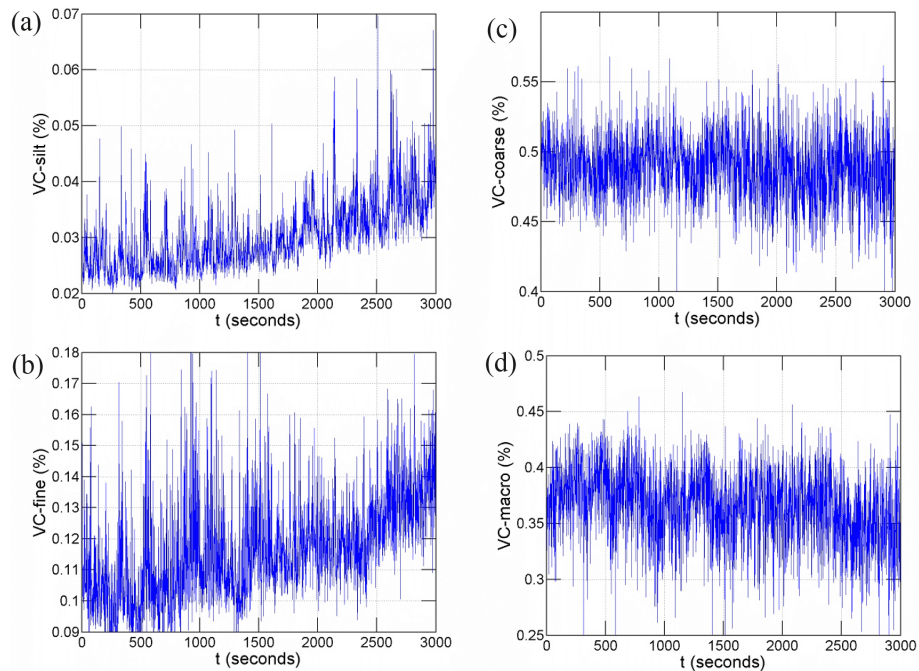 (a)
0.07
0.06
0.05
0.04
0.03
0.02
VC-silt (%)
0 500 1000 1500 2000 2500 3000
t (seconds)
(c)
0.55
0.5
0.45
0.4
VC-coarse (%)
0 500 1000 1500 2000 2500 3000
t (seconds)
(b)
0.18
0.17
0.16
0.15
0.14
0.13
0.12
0.11
0.1
0.09
VC-fine (%)
0 500 1000 1500 2000 2500 3000
t (seconds)
(d)
0.5
0.45
0.4
0.35
0.3
0.25
VC-macro (%)
0 500 1000 1500 2000 2500 3000
t (seconds)